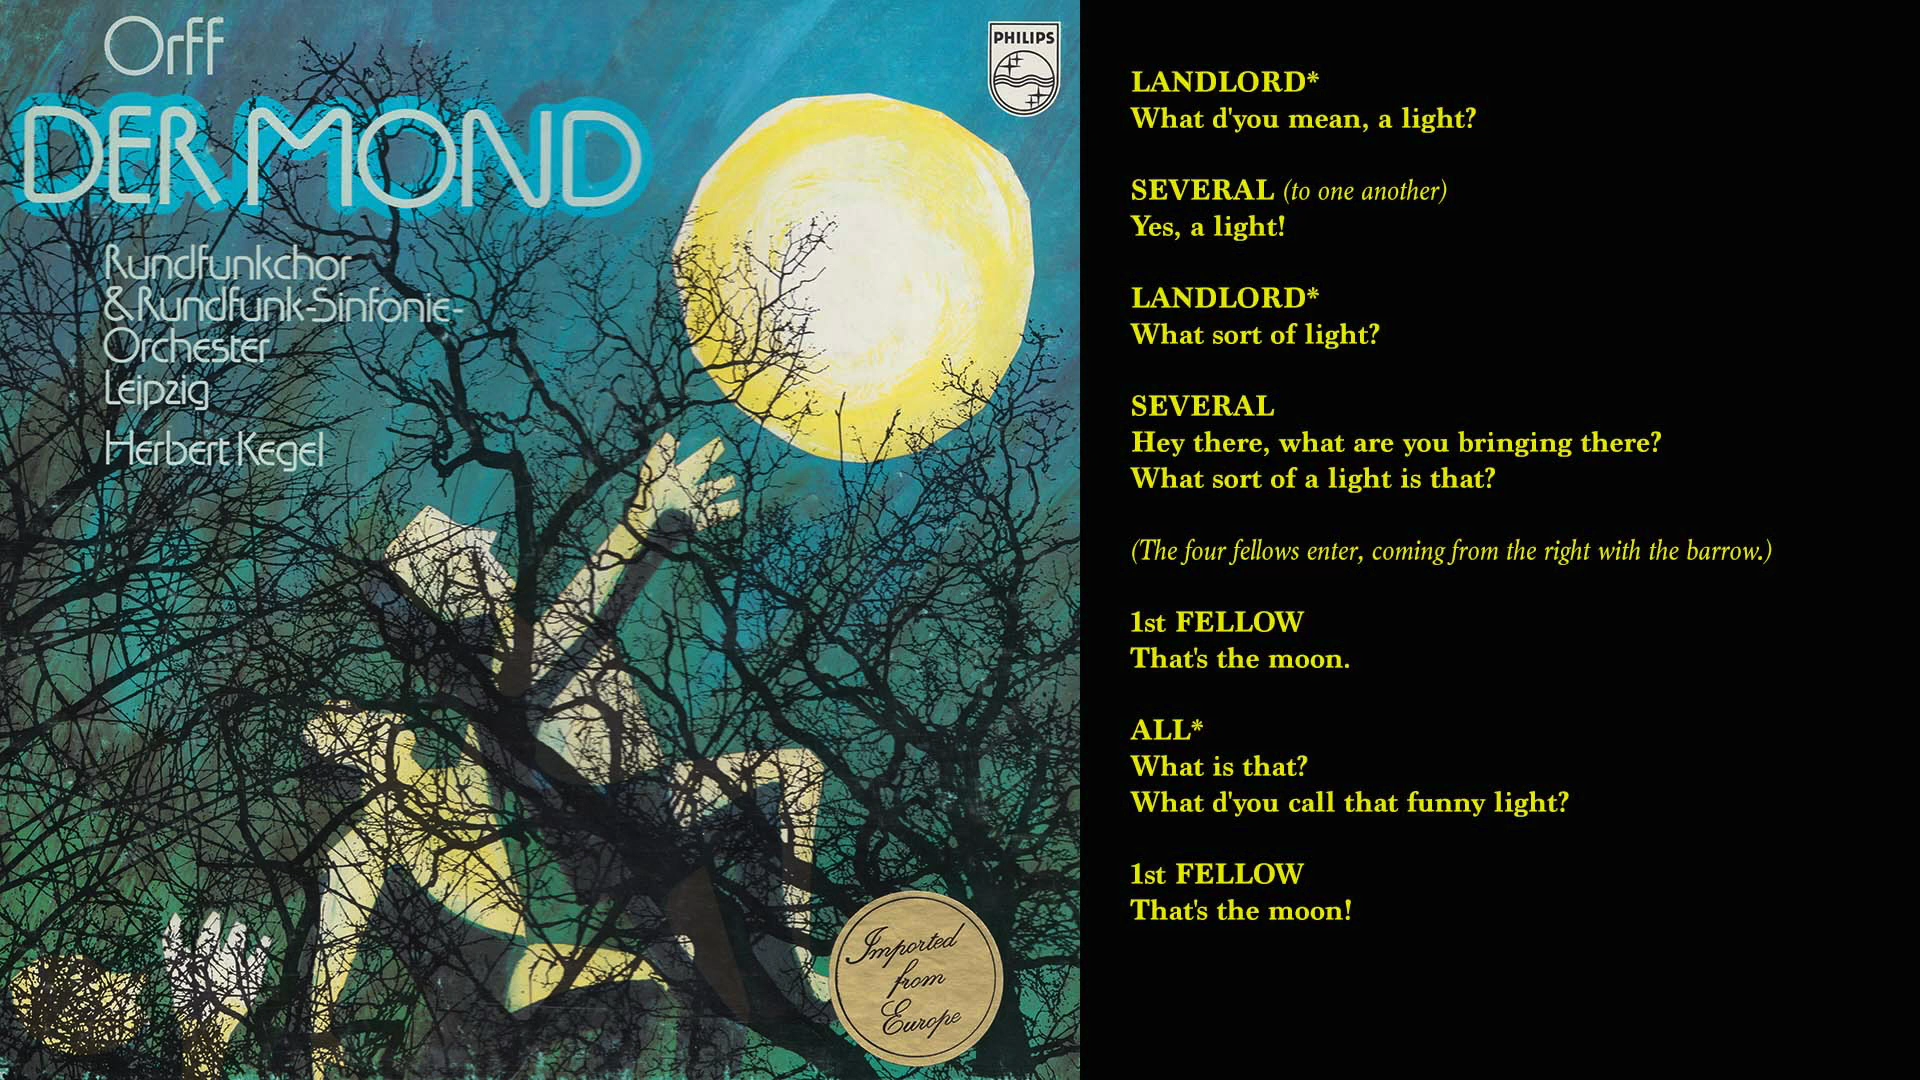 Orff
DER MOND
Rundfunkchor
& Rundfunk-Sinfonie-
Orchester
Leipzig
Herbert Kegel
PHILIPS
Imported
from
Europe
LANDLORD*
What d'you mean, a light?
SEVERAL (to one another)
Yes, a light!
LANDLORD*
What sort of light?
SEVERAL
Hey there, what are you bringing there?
What sort of a light is that?
(The four fellows enter, coming from the right with the barrow.)
1st FELLOW
That's the moon.
ALL*
What is that?
What d'you call that funny light?
1st FELLOW
That's the moon!